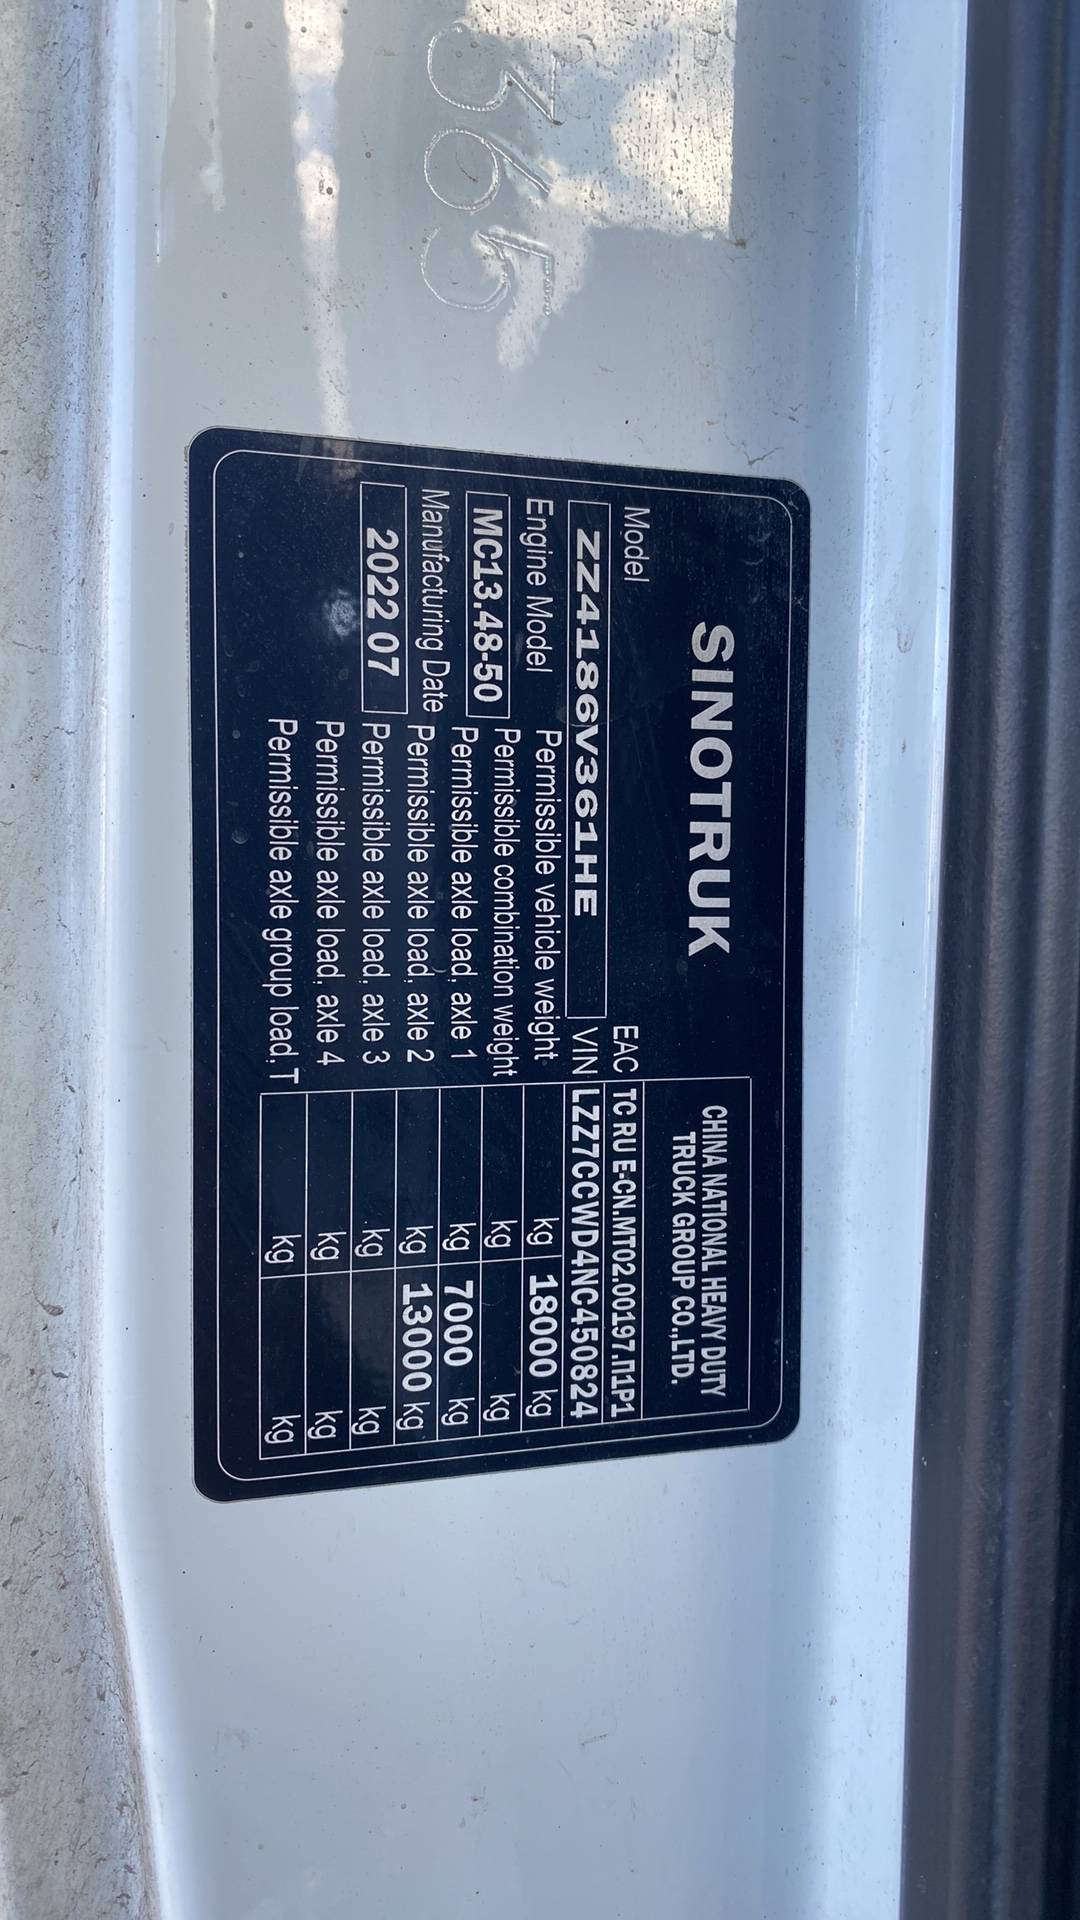 365
SINOTRUK
CHINA NATIONAL HEAVY DUTY
TRUCK GROUP CO.,LTD.
Model
EAC TC RU E-CN.MT02.00197.П1Р1
ZZ4186V361HE
VIN LZZ7CCWD4NC450824
Engine Model
Permissible vehicle weight kg 18000 kg
MC13.48-50
Permissible combination weight kg kg
Permissible axle load, axle 1 kg 7000 kg
Manufacturing Date
Permissible axle load, axle 2 kg 13000 kg
2022 07
Permissible axle load, axle 3 kg kg
Permissible axle load, axle 4 kg kg
Permissible axle group load, T kg kg